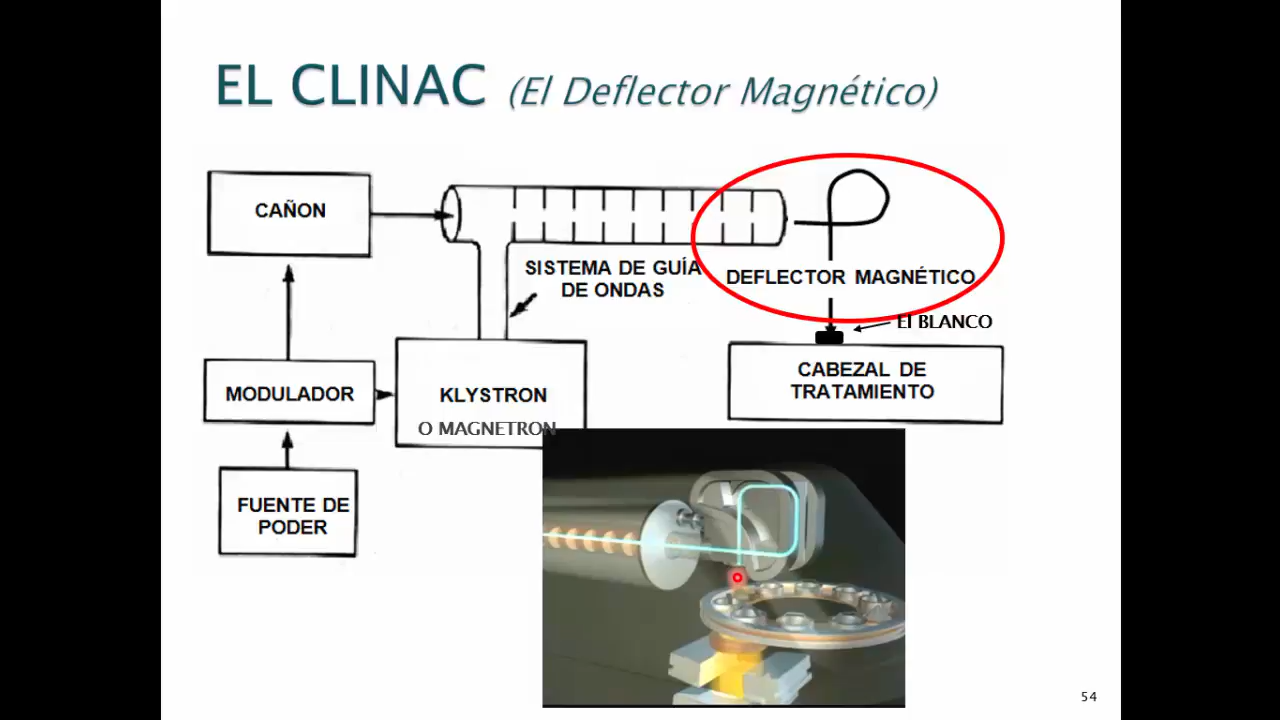 EL CLINAC (El Deflector Magnético)
CAÑON
SISTEMA DE GUÍA
DE ONDAS
DEFLECTOR MAGNÉTICO
El BLANCO
MODULADOR
KLYSTRON
O MAGNETRON
CABEZAL DE
TRATAMIENTO
FUENTE DE
PODER
54